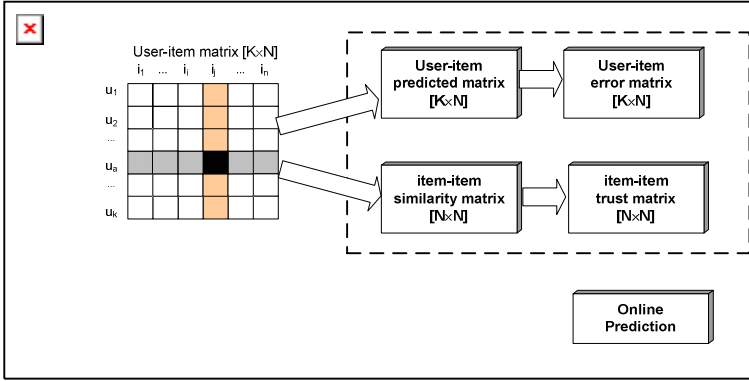 User-item matrix [K×N]
i1 ... ii ij ... in
u1
u2
...
ua
...
uk
User-item
predicted matrix
[K×N]
User-item
error matrix
[K×N]
item-item
similarity matrix
[N×N]
item-item
trust matrix
[N×N]
Online
Prediction